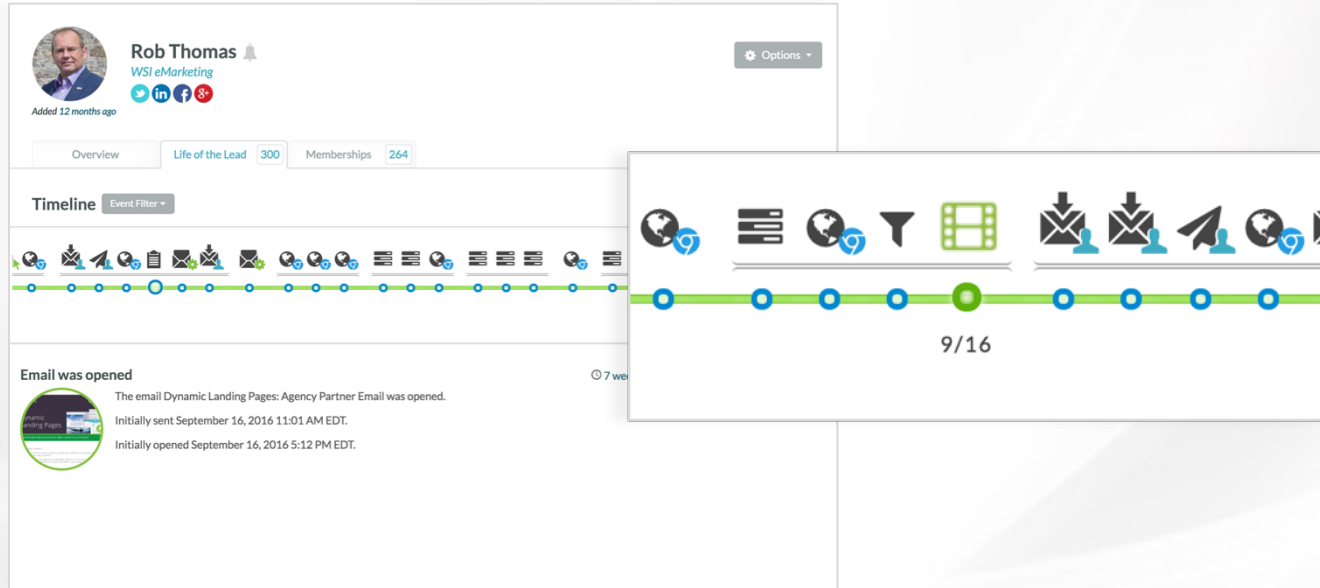 Rob Thomas
WSI eMarketing
Options
Added 12 months ago
Overview
Life of the Lead 300
Memberships 264
Timeline Event Filter
9/16
Email was opened
7 wee
The email Dynamic Landing Pages: Agency Partner Email was opened.
Initially sent September 16, 2016 11:01 AM EDT.
Initially opened September 16, 2016 5:12 PM EDT.